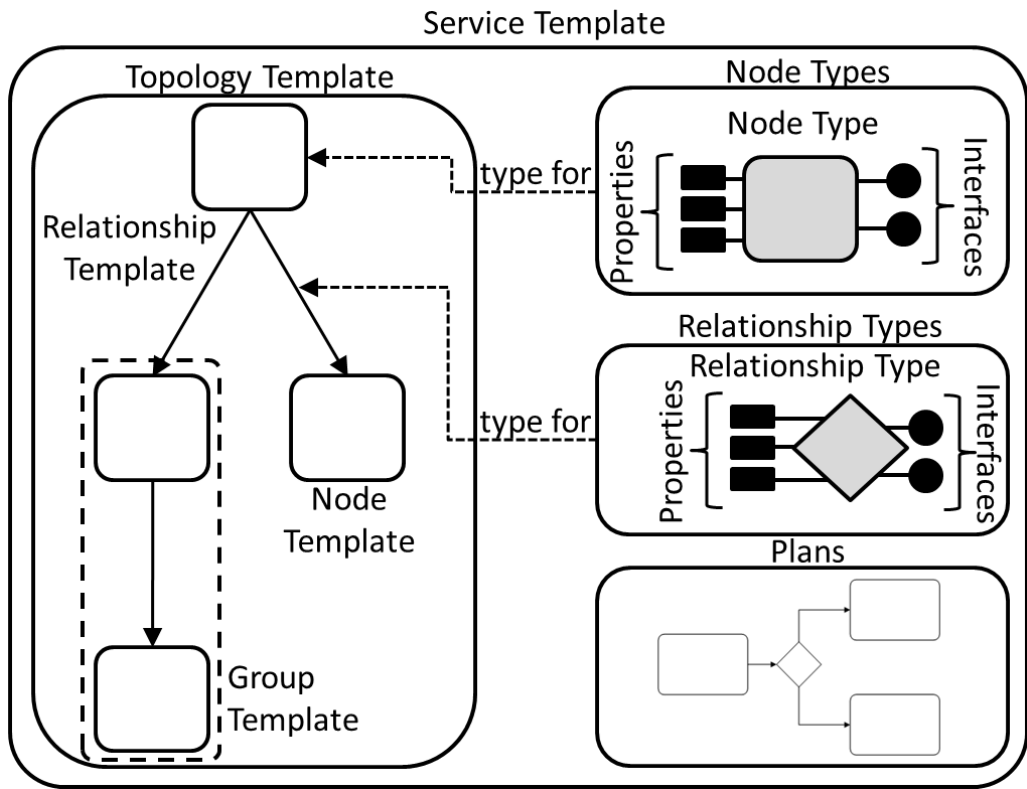 Service Template
Topology Template
Relationship
Template
Node
Template
Group
Template
type for
type for
Node Types
Node Type
Properties
Interfaces
Relationship Types
Relationship Type
Properties
Interfaces
Plans